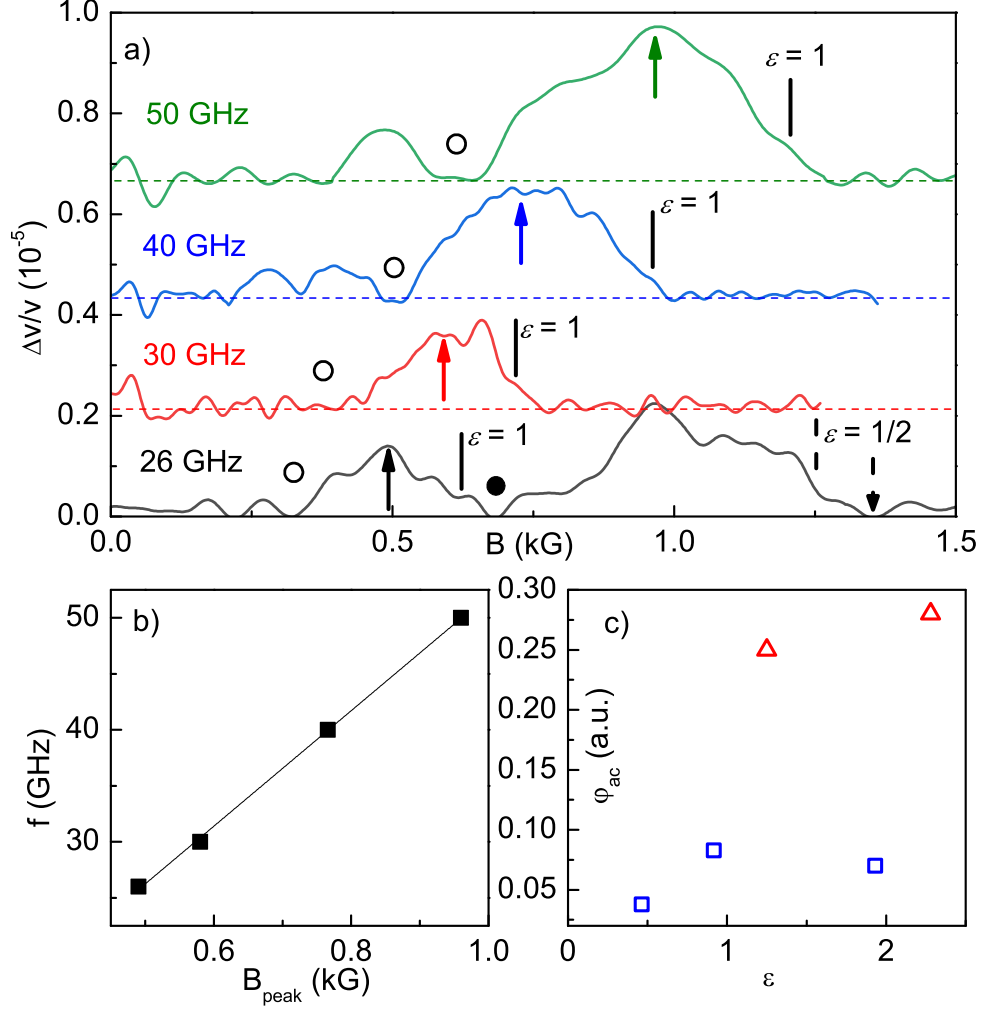 a)
1.0
0.8
0.6
0.4
0.2
0.0
Δv/v (10⁻⁵)
50 GHz
ε = 1
40 GHz
ε = 1
30 GHz
ε = 1
26 GHz
ε = 1
ε = 1/2
0.0 0.5 1.0 1.5
B (kG)
b)
50
40
30
f (GHz)
0.6 0.8 1.0
B_peak (kG)
c)
0.30
0.25
0.20
0.15
0.10
0.05
φ_ac (a.u.)
0 1 2
ε